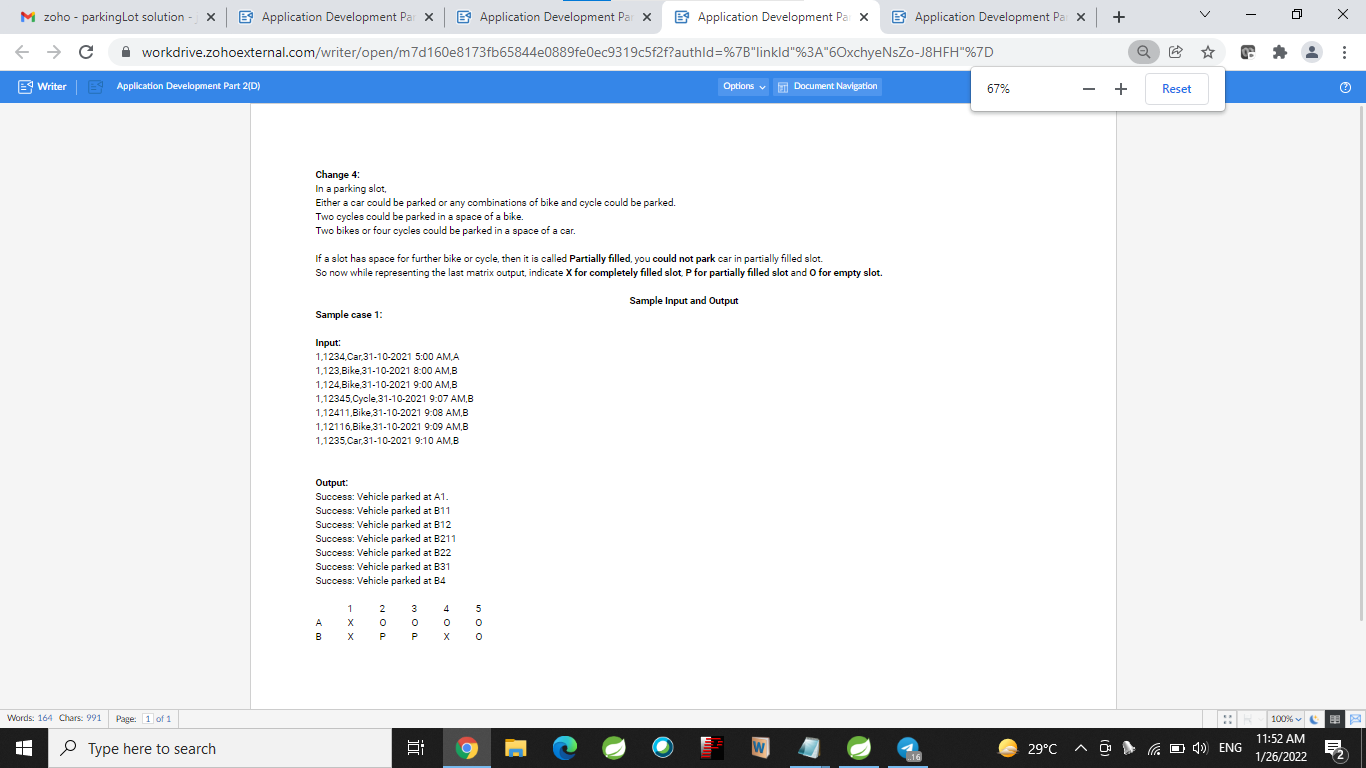 zoho - parkingLot solution -
Application Development Pa
Application Development Pa
Application Development Pa
Application Development Pa
workdrive.zohoexternal.com/writer/open/m7d160e8173fb65844e0889fe0ec9319c5f2f?authId=%7B"linkId"%3A"6OxchyeNsZo-J8HFH"%7D
Writer
Application Development Part 2(D)
Options
Document Navigation
67%
Reset
Change 4:
In a parking slot,
Either a car could be parked or any combinations of bike and cycle could be parked.
Two cycles could be parked in a space of a bike.
Two bikes or four cycles could be parked in a space of a car.
If a slot has space for further bike or cycle, then it is called Partially filled, you could not park car in partially filled slot.
So now while representing the last matrix output, indicate X for completely filled slot, P for partially filled slot and O for empty slot.
Sample Input and Output
Sample case 1:
Input:
1,1234,Car,31-10-2021 5:00 AM,A
1,123,Bike,31-10-2021 8:00 AM,B
1,124,Bike,31-10-2021 9:00 AM,B
1,12345,Cycle,31-10-2021 9:07 AM,B
1,12411,Bike,31-10-2021 9:08 AM,B
1,12116,Bike,31-10-2021 9:09 AM,B
1,1235,Car,31-10-2021 9:10 AM,B
Output:
Success: Vehicle parked at A1.
Success: Vehicle parked at B11
Success: Vehicle parked at B12
Success: Vehicle parked at B211
Success: Vehicle parked at B22
Success: Vehicle parked at B31
Success: Vehicle parked at B4
1 2 3 4 5
A X O O O O
B X P P X O
Words: 164 Chars: 991 Page: 1 of 1
100%
Type here to search
16
29°C
ENG
11:52 AM
1/26/2022
2